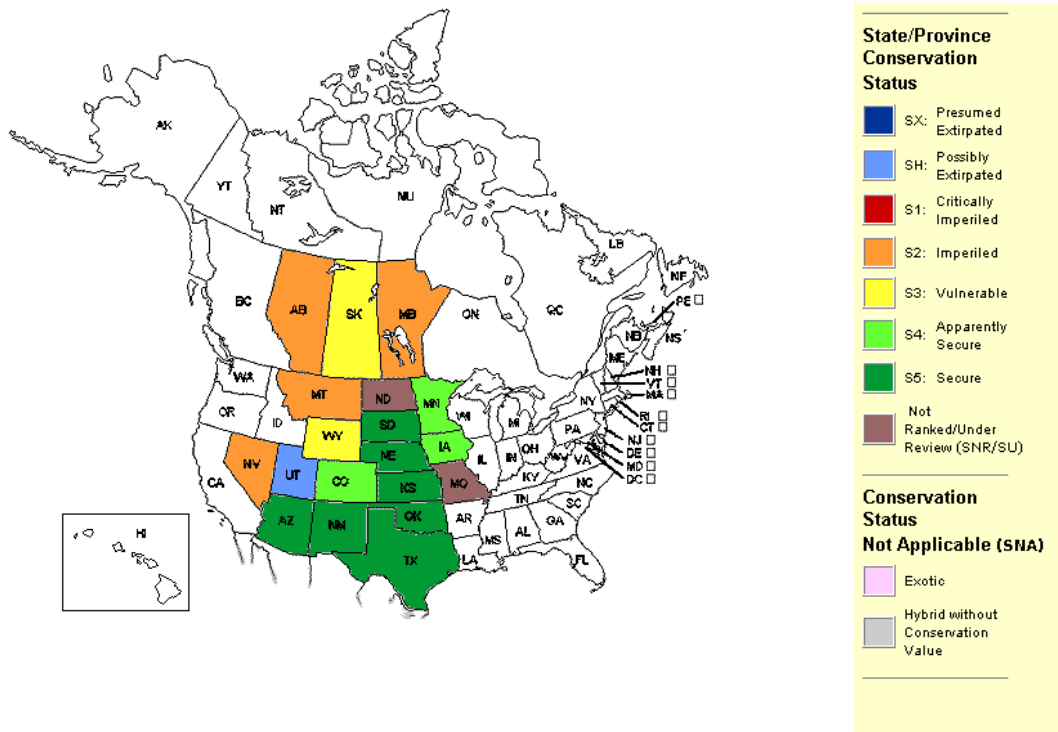 AK
YT
NT
NU
BC
AB
SK
MB
ON
QC
LB
NF
PE
NB
NS
ME
NH
VT
MA
NY
RI
CT
NJ
DE
MD
DC
WA
OR
ID
MT
ND
MN
WI
MI
SD
WY
NE
IA
IL
IN
OH
PA
WV
VA
KY
NV
UT
CO
KS
MO
CA
AZ
NM
OK
TX
AR
TN
NC
SC
MS
AL
GA
LA
FL
HI
State/Province
Conservation
Status
SX: Presumed
Extirpated
SH: Possibly
Extirpated
S1: Critically
Imperiled
S2: Imperiled
S3: Vulnerable
S4: Apparently
Secure
S5: Secure
Not
Ranked/Under
Review (SNR/SU)
Conservation
Status
Not Applicable (SNA)
Exotic
Hybrid without
Conservation
Value